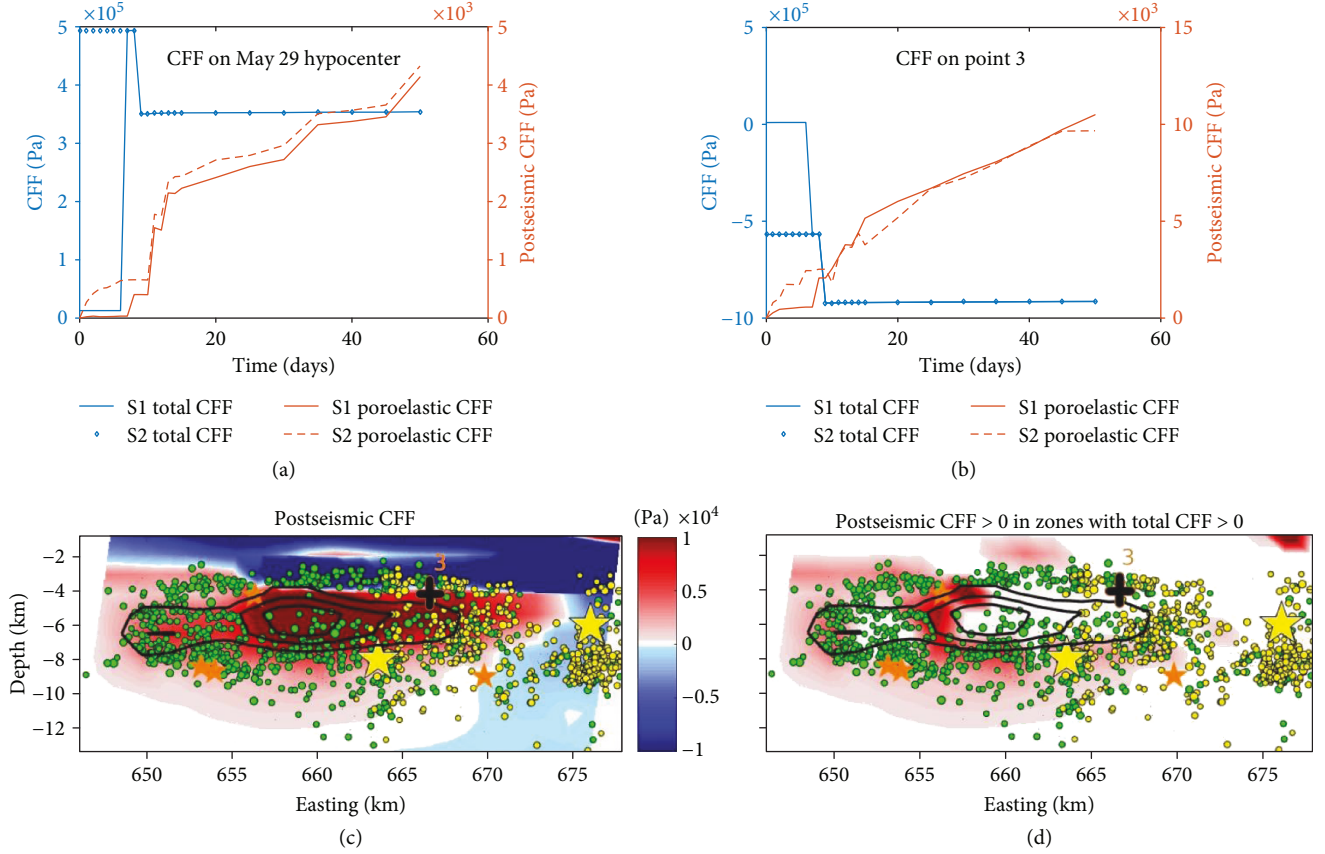 ×10⁵
×10³
5
4
3
2
1
0
CFF (Pa)
CFF on May 29 hypocenter
5
4
3
2
1
0
Postseismic CFF (Pa)
0
20
40
60
Time (days)
S1 total CFF
S1 poroelastic CFF
S2 total CFF
S2 poroelastic CFF
(a)
×10⁵
×10³
5
0
−5
−10
CFF (Pa)
CFF on point 3
15
10
5
0
Postseismic CFF (Pa)
0
20
40
60
Time (days)
S1 total CFF
S1 poroelastic CFF
S2 total CFF
S2 poroelastic CFF
(b)
Postseismic CFF
(Pa) ×10⁴
1
0.5
0
−0.5
−1
−2
−4
−6
−8
−10
−12
Depth (km)
3
650
655
660
665
670
675
Easting (km)
(c)
Postseismic CFF > 0 in zones with total CFF > 0
3
650
655
660
665
670
675
Easting (km)
(d)